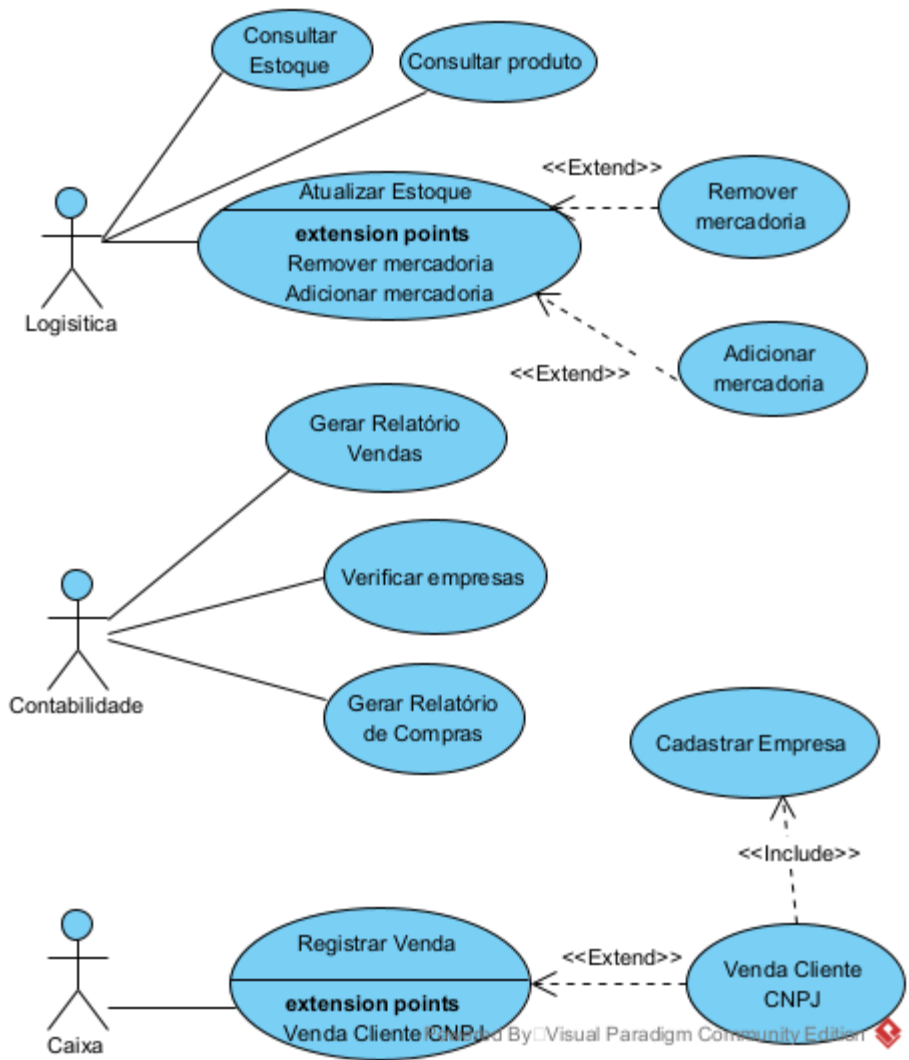 Consultar
Estoque
Consultar produto
<<Extend>>
Atualizar Estoque
Remover
mercadoria
extension points
Remover mercadoria
Adicionar mercadoria
Logisitica
<<Extend>>
Adicionar
mercadoria
Gerar Relatório
Vendas
Verificar empresas
Contabilidade
Gerar Relatório
de Compras
Cadastrar Empresa
<<Include>>
Registrar Venda
<<Extend>>
Venda Cliente
CNPJ
extension points
Venda Cliente CNPJ
Powered By Visual Paradigm Community Edition
Caixa